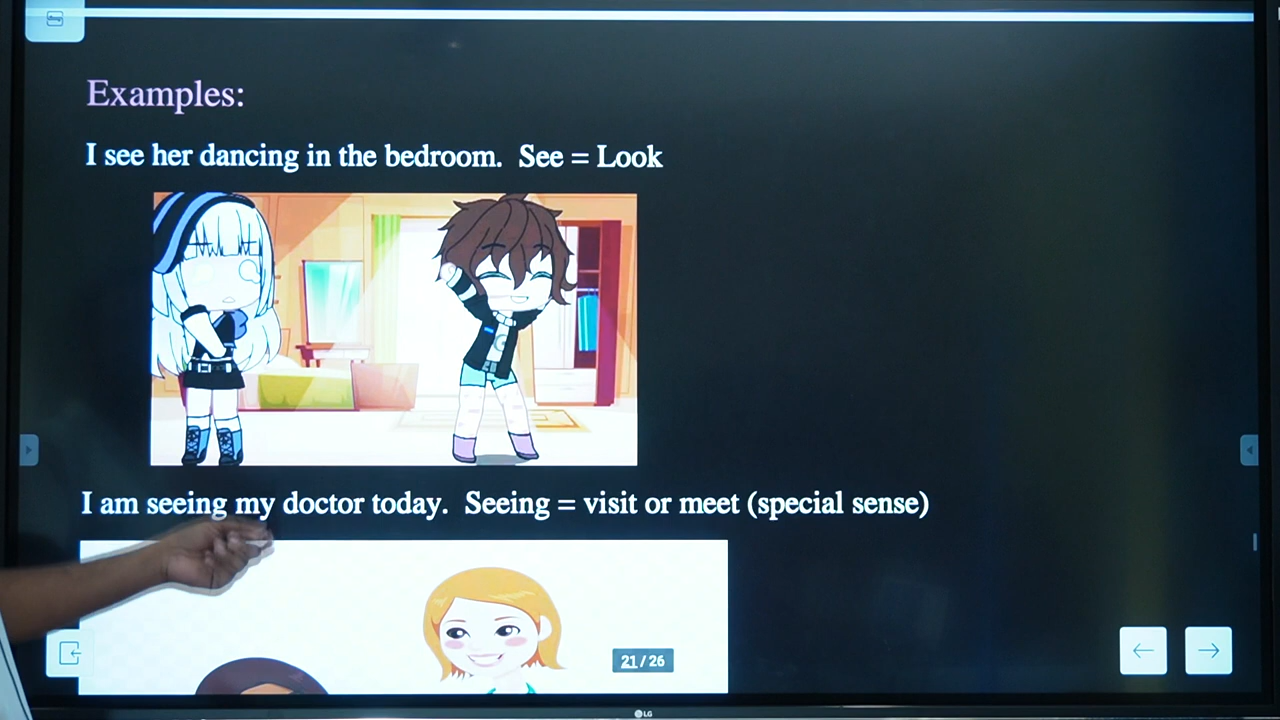 Examples:
I see her dancing in the bedroom. See = Look
I am seeing my doctor today. Seeing = visit or meet (special sense)
21 / 26
LG